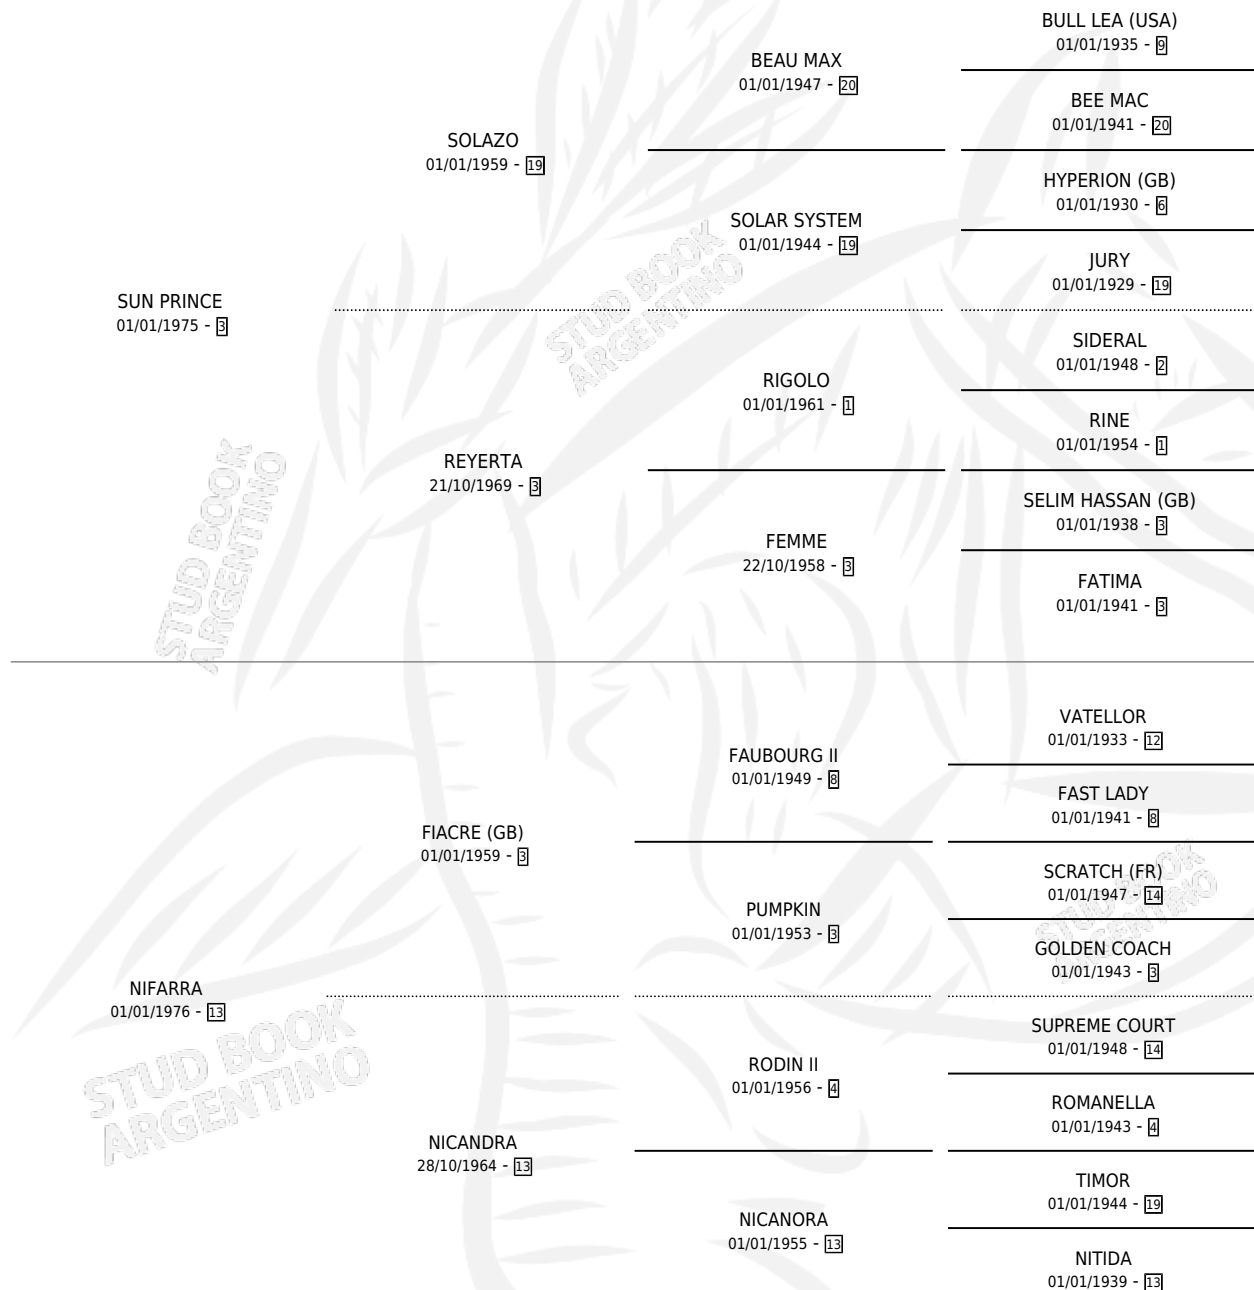 SUN PRINCE
01/01/1975 - 3
SOLAZO
01/01/1959 - 19
BEAU MAX
01/01/1947 - 20
BULL LEA (USA)
01/01/1935 - 9
BEE MAC
01/01/1941 - 20
SOLAR SYSTEM
01/01/1944 - 19
HYPERION (GB)
01/01/1930 - 6
JURY
01/01/1929 - 19
REYERTA
21/10/1969 - 3
RIGOLO
01/01/1961 - 1
SIDERAL
01/01/1948 - 2
RINE
01/01/1954 - 1
FEMME
22/10/1958 - 3
SELIM HASSAN (GB)
01/01/1938 - 3
FATIMA
01/01/1941 - 3
NIFARRA
01/01/1976 - 13
FIACRE (GB)
01/01/1959 - 3
FAUBOURG II
01/01/1949 - 8
VATELLOR
01/01/1933 - 12
FAST LADY
01/01/1941 - 8
PUMPKIN
01/01/1953 - 3
SCRATCH (FR)
01/01/1947 - 14
GOLDEN COACH
01/01/1943 - 3
NICANDRA
28/10/1964 - 13
RODIN II
01/01/1956 - 4
SUPREME COURT
01/01/1948 - 14
ROMANELLA
01/01/1943 - 4
NICANORA
01/01/1955 - 13
TIMOR
01/01/1944 - 19
NITIDA
01/01/1939 - 13
STUD BOOK
ARGENTINO
STUD BOOK
ARGENTINO
STUD BOOK
ARGENTINO
STUD BOOK
ARGENTINO